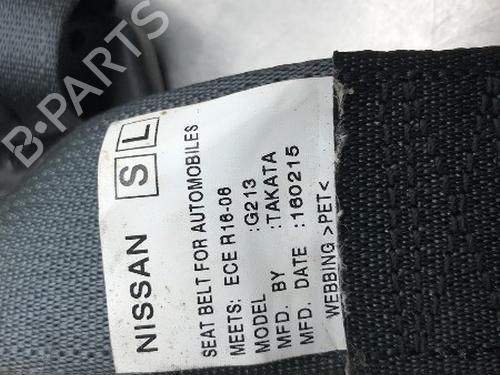 B-PARTS
NISSAN S L
SEAT BELT FOR AUTOMOBILES
MEETS: ECE R16-06
MODEL :G213
MFD. BY :TAKATA
MFD. DATE :160215
WEBBING >PET<